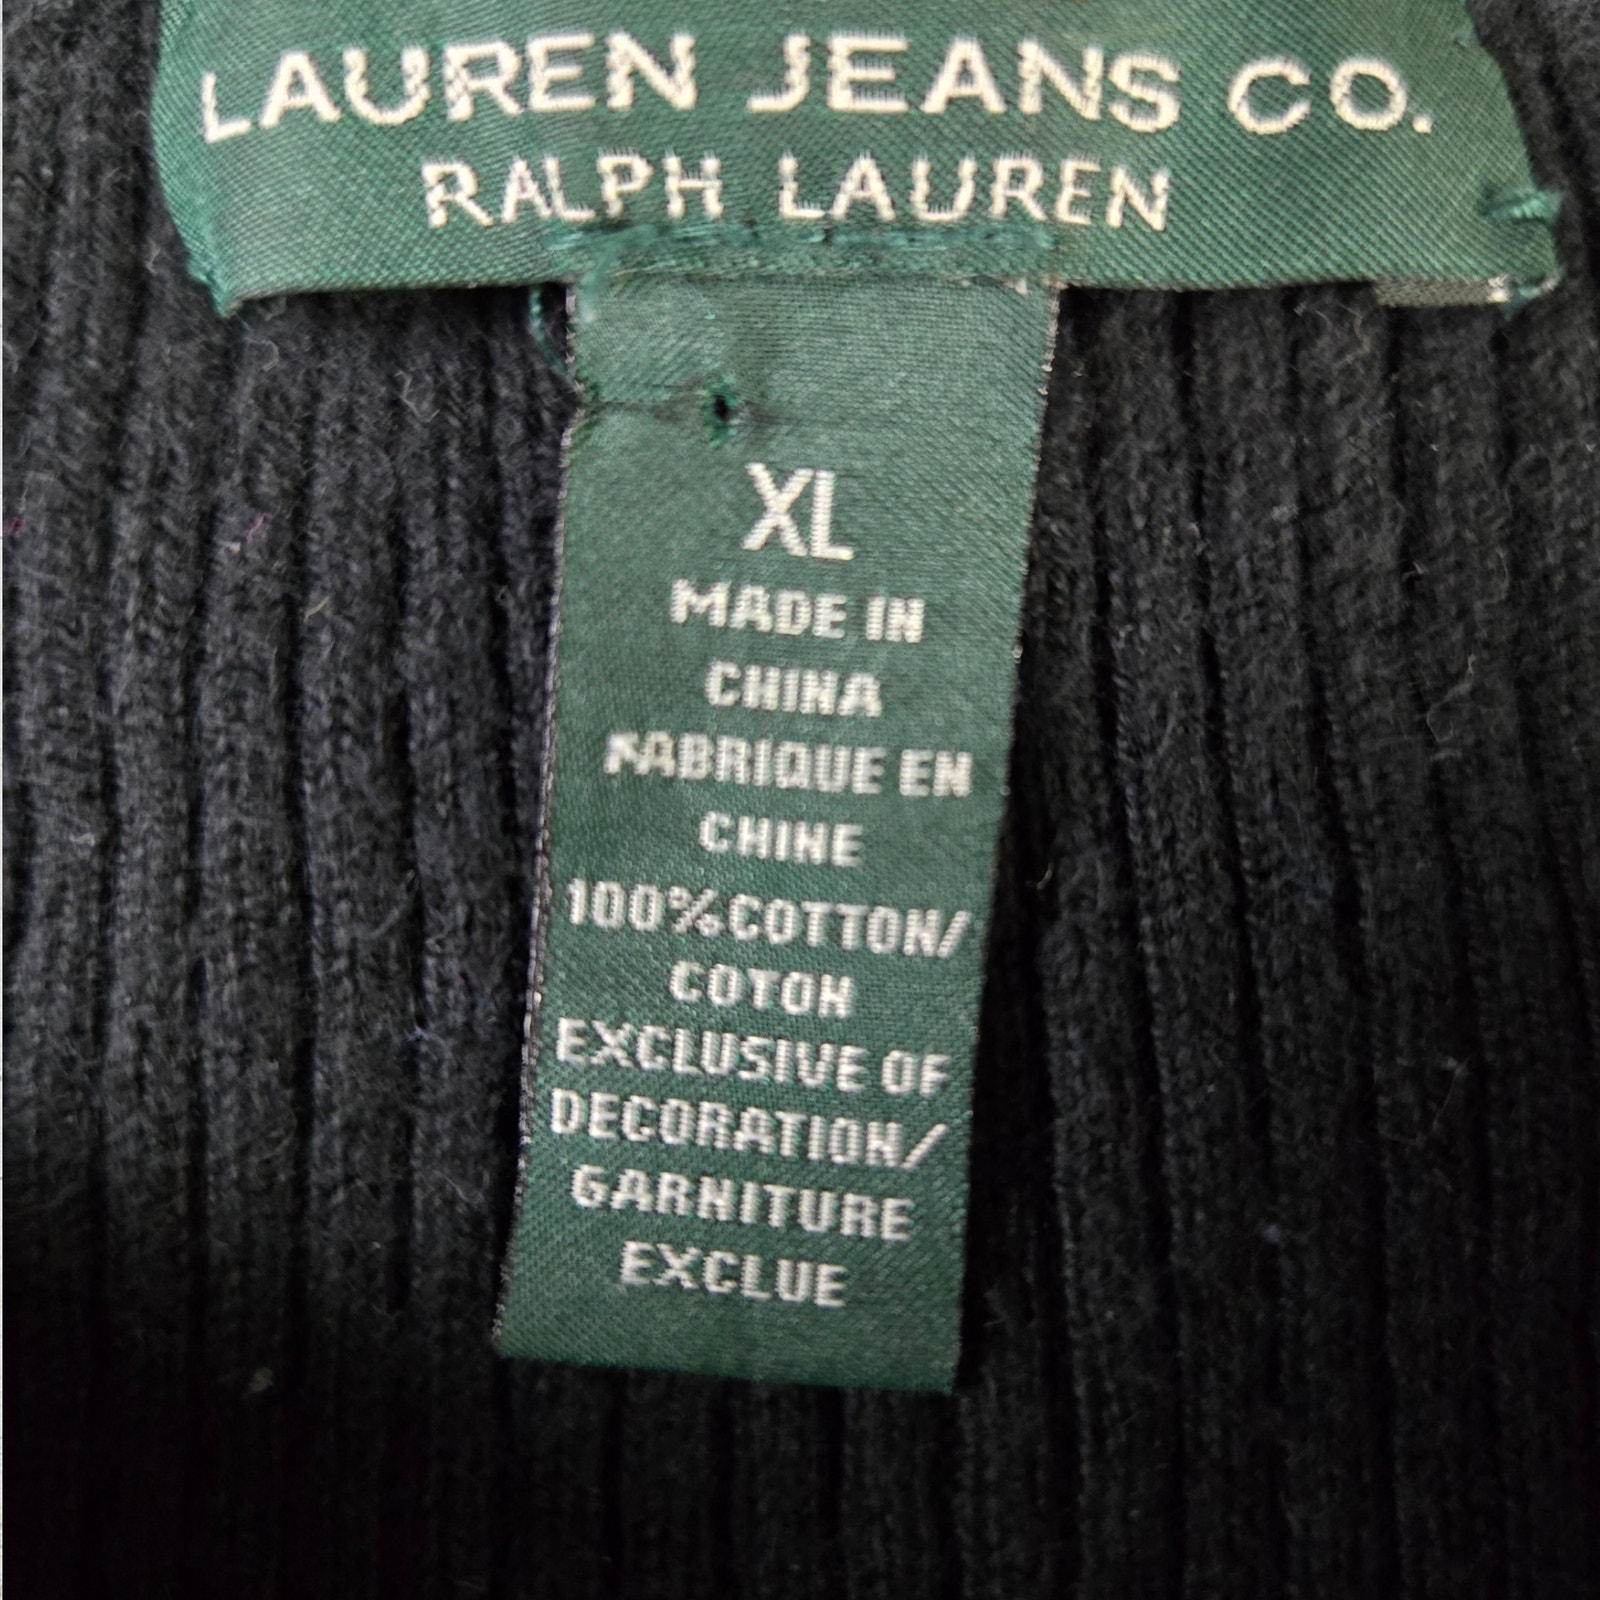 LAUREN JEANS CO.
RALPH LAUREN
XL
MADE IN
CHINA
FABRIQUE EN
CHINE
100%COTTON/
COTON
EXCLUSIVE OF
DECORATION/
GARNITURE
EXCLUE